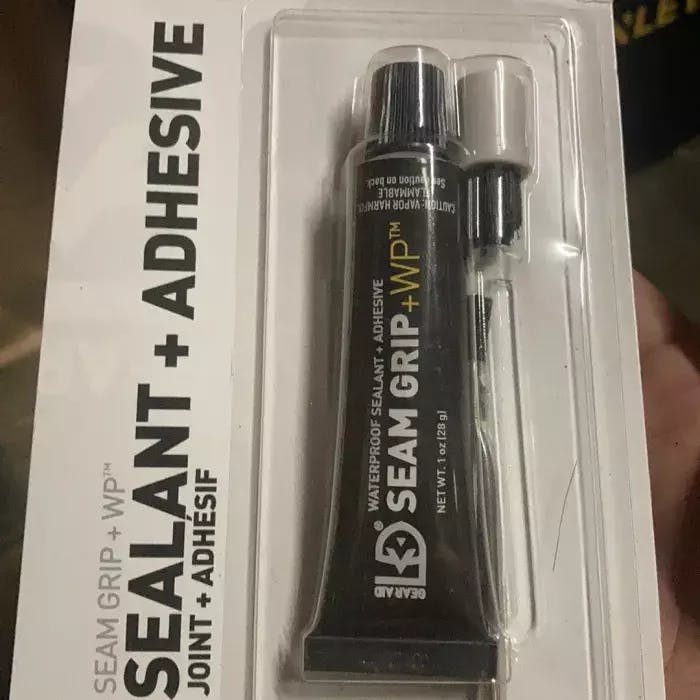 SEAM GRIP + WP™
SEALANT + ADHESIVE
JOINT + ADHÉSIF
GEAR AID
®
WATERPROOF SEALANT + ADHESIVE
SEAM GRIP+WP™
NET WT. 1 oz (28 g)
CAUTION: VAPOR HARMFUL
FLAMMABLE
See caution on back.